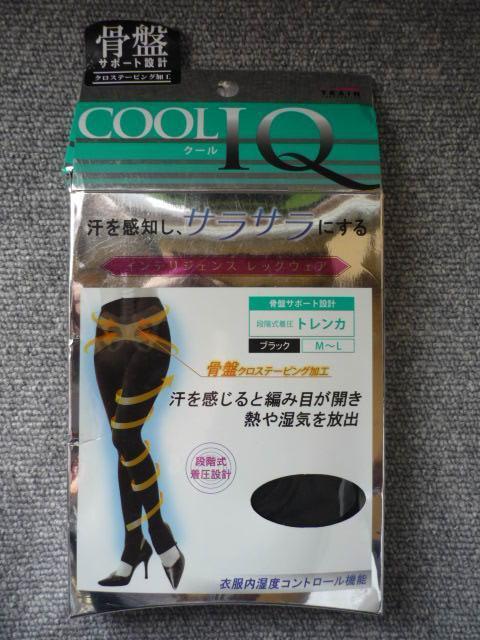 骨盤
サポート設計
クロステーピング加工
TRAIN
COOL IQ
クール
汗を感知し、サラサラにする
インテリジェンス レッグウェア
骨盤サポート設計
段階式着圧 トレンカ
ブラック M〜L
骨盤クロステーピング加工
汗を感じると編み目が開き
熱や湿気を放出
段階式
着圧設計
衣服内湿度コントロール機能